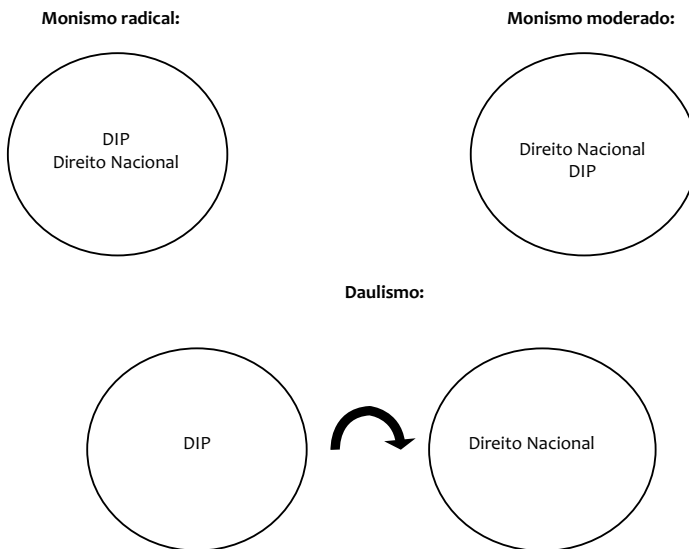 Monismo radical:
Monismo moderado:
DIP
Direito Nacional
Direito Nacional
DIP
Daulismo:
DIP
Direito Nacional